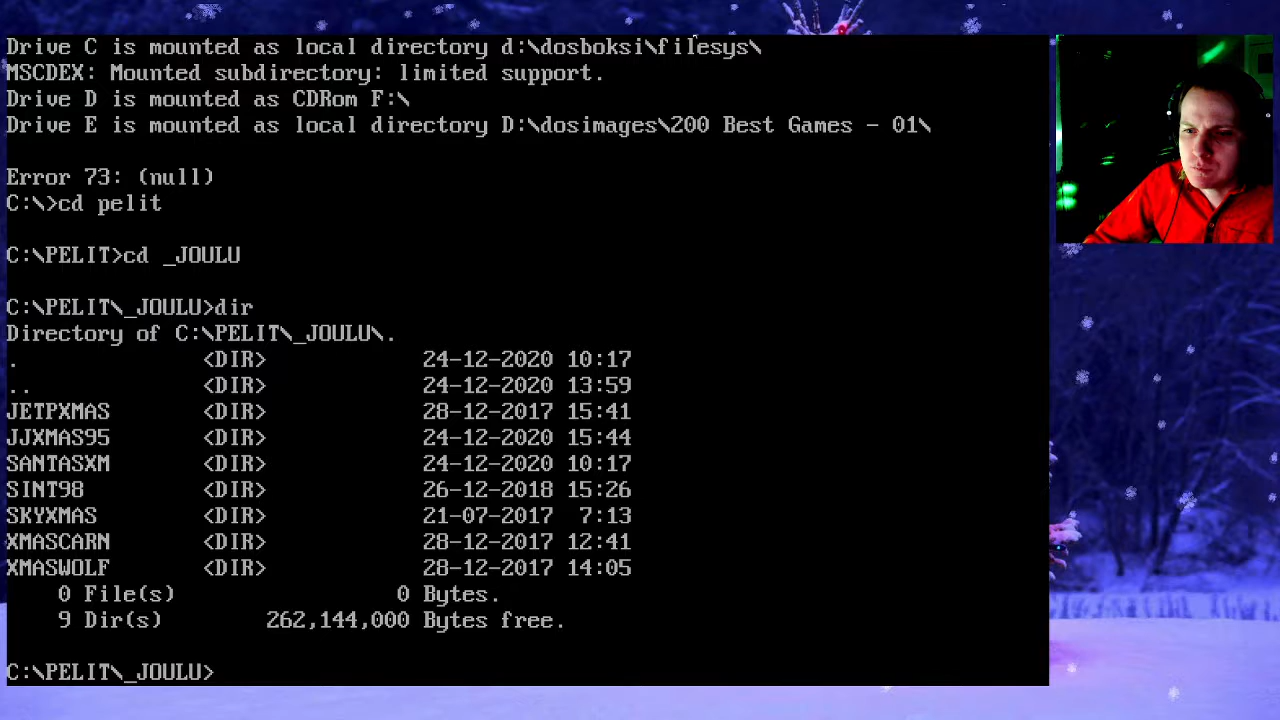 Drive C is mounted as local directory d:\dosboksi\filesys\
MSCDEX: Mounted subdirectory: limited support.
Drive D is mounted as CDRom F:\
Drive E is mounted as local directory D:\dosimages\200 Best Games - 01\
Error 73: (null)
C:\>cd pelit
C:\PELIT>cd _JOULU
C:\PELIT\_JOULU>dir
Directory of C:\PELIT\_JOULU\.
. <DIR> 24-12-2020 10:17
.. <DIR> 24-12-2020 13:59
JETPXMAS <DIR> 28-12-2017 15:41
JJXMAS95 <DIR> 24-12-2020 15:44
SANTASXM <DIR> 24-12-2020 10:17
SINT98 <DIR> 26-12-2018 15:26
SKYXMAS <DIR> 21-07-2017 7:13
XMASCARN <DIR> 28-12-2017 12:41
XMASWOLF <DIR> 28-12-2017 14:05
0 File(s) 0 Bytes.
9 Dir(s) 262,144,000 Bytes free.
C:\PELIT\_JOULU>